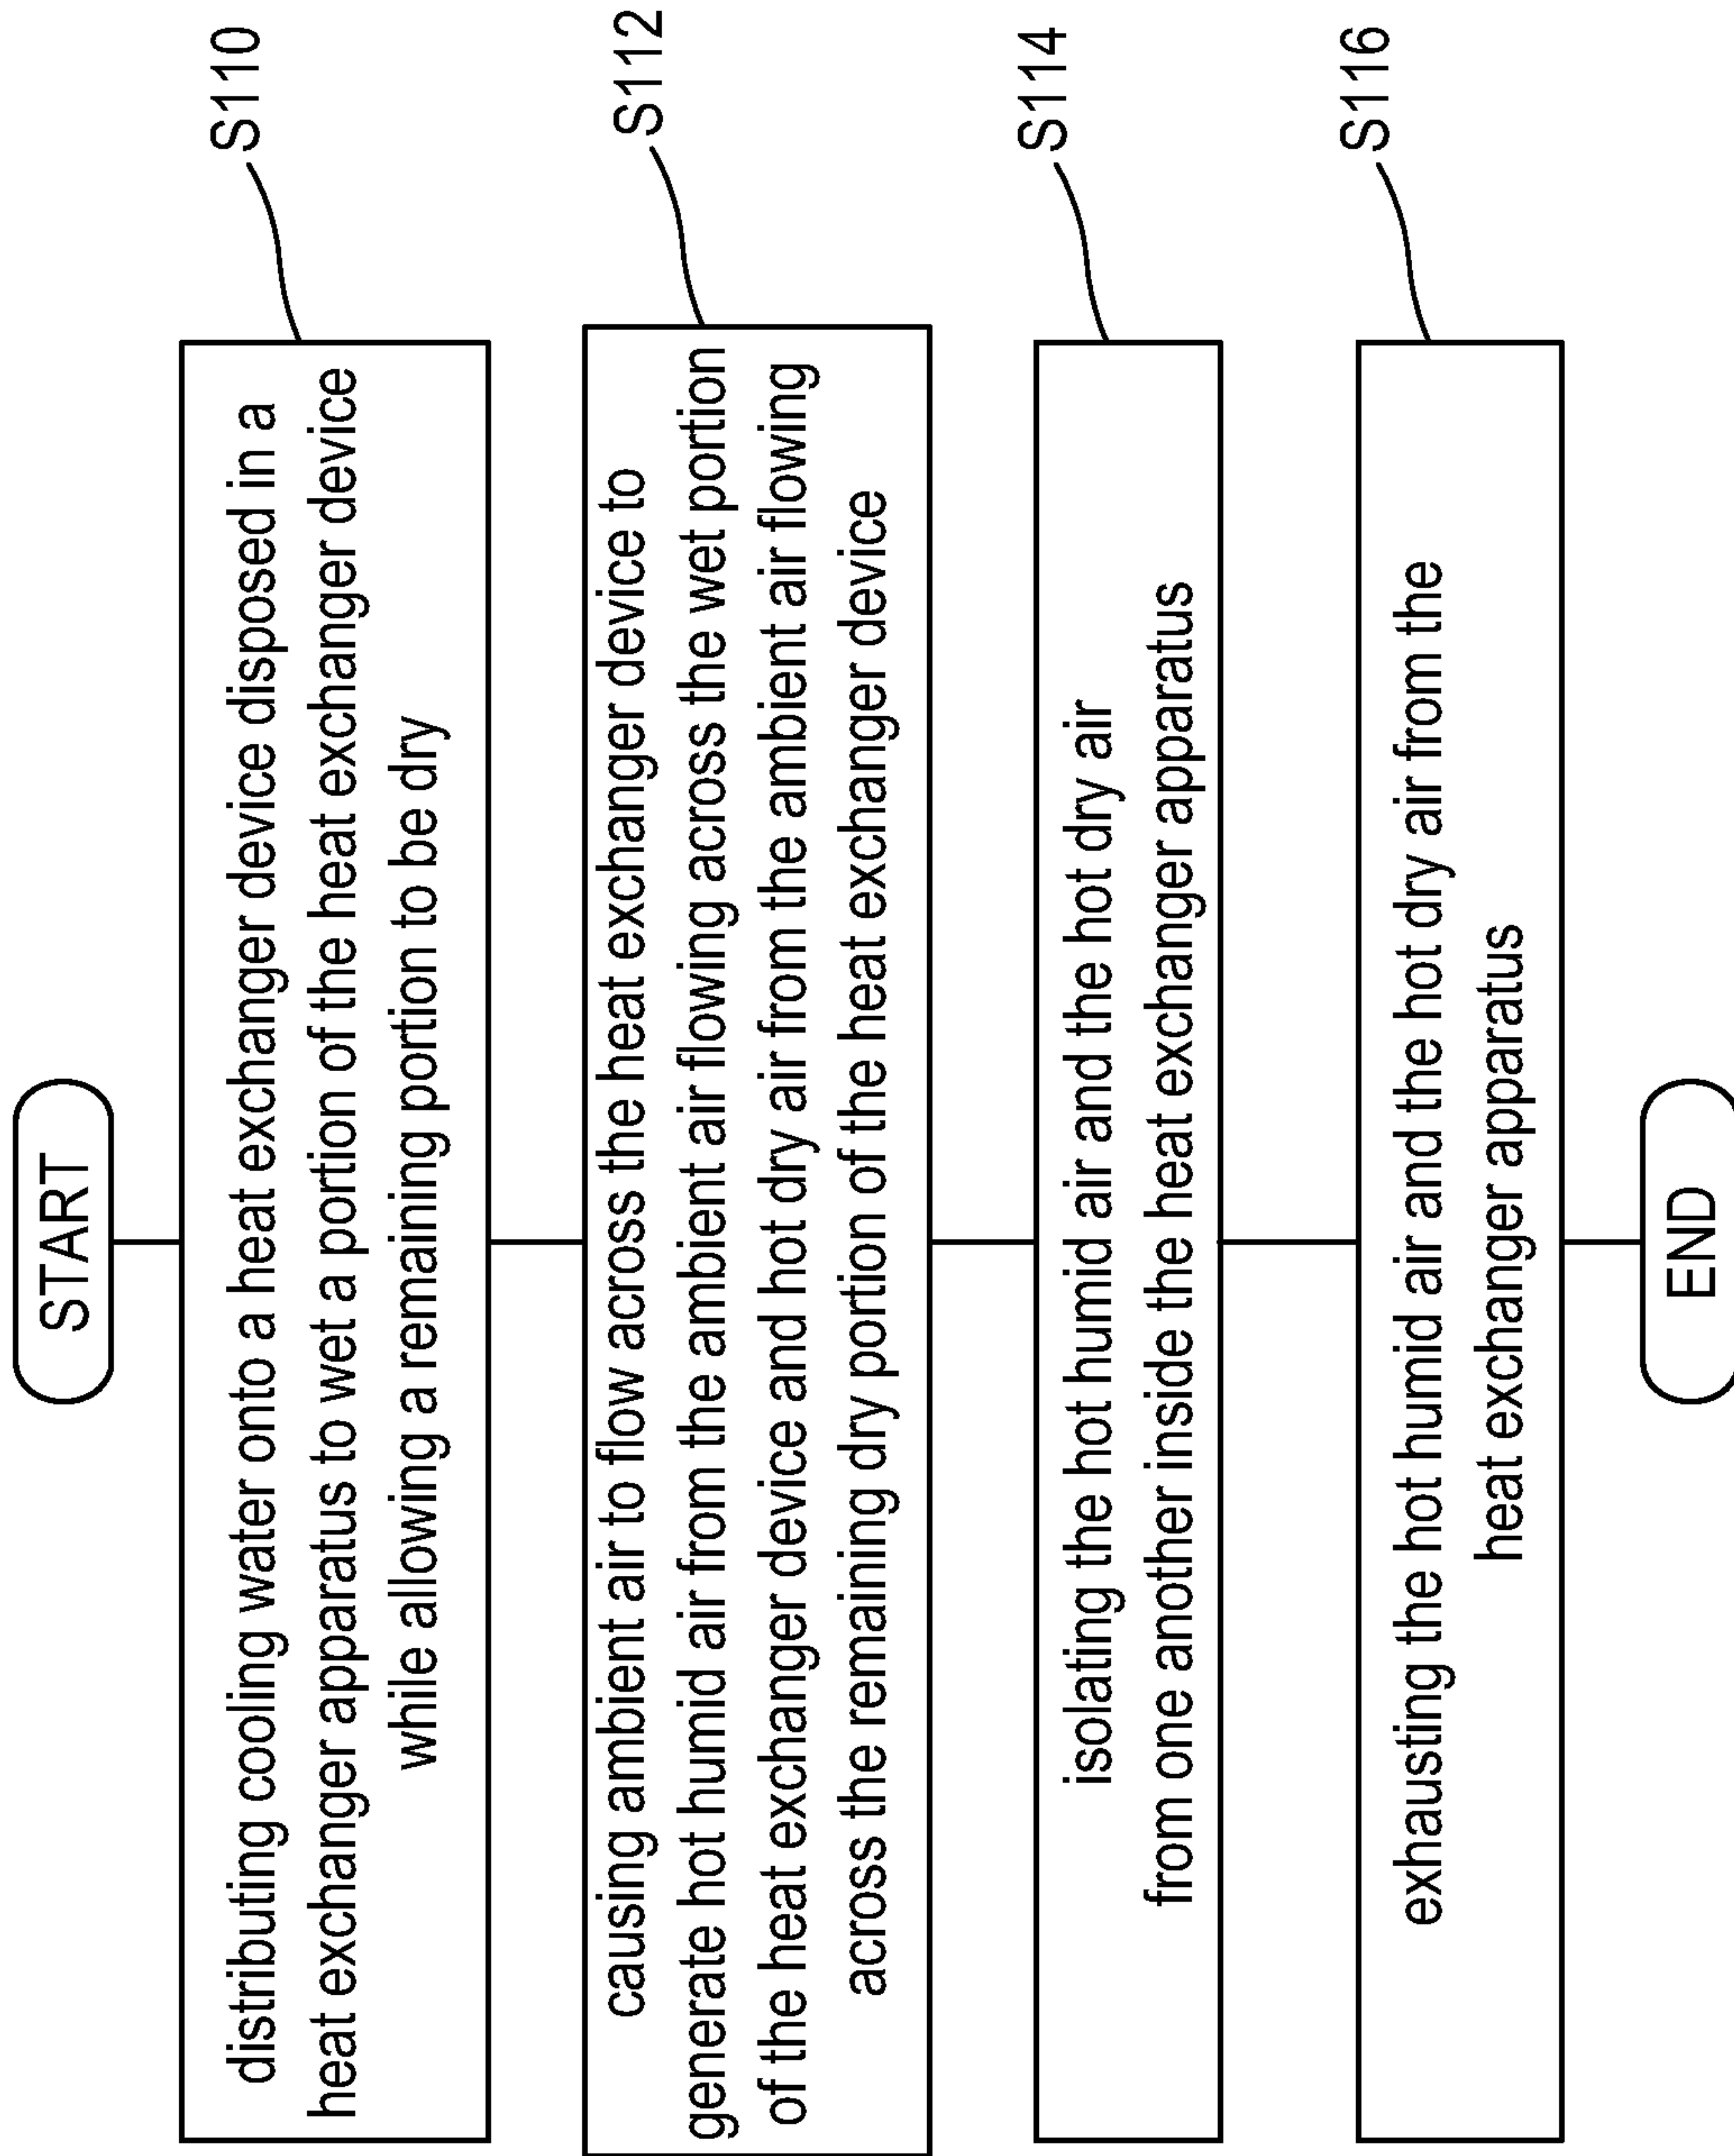 START
distributing cooling water onto a heat exchanger device disposed in a
heat exchanger apparatus to wet a portion of the heat exchanger device
while allowing a remaining portion to be dry
S110
causing ambient air to flow across the heat exchanger device to
generate hot humid air from the ambient air flowing across the wet portion
of the heat exchanger device and hot dry air from the ambient air flowing
across the remaining dry portion of the heat exchanger device
S112
isolating the hot humid air and the hot dry air
from one another inside the heat exchanger apparatus
S114
exhausting the hot humid air and the hot dry air from the
heat exchanger apparatus
S116
END